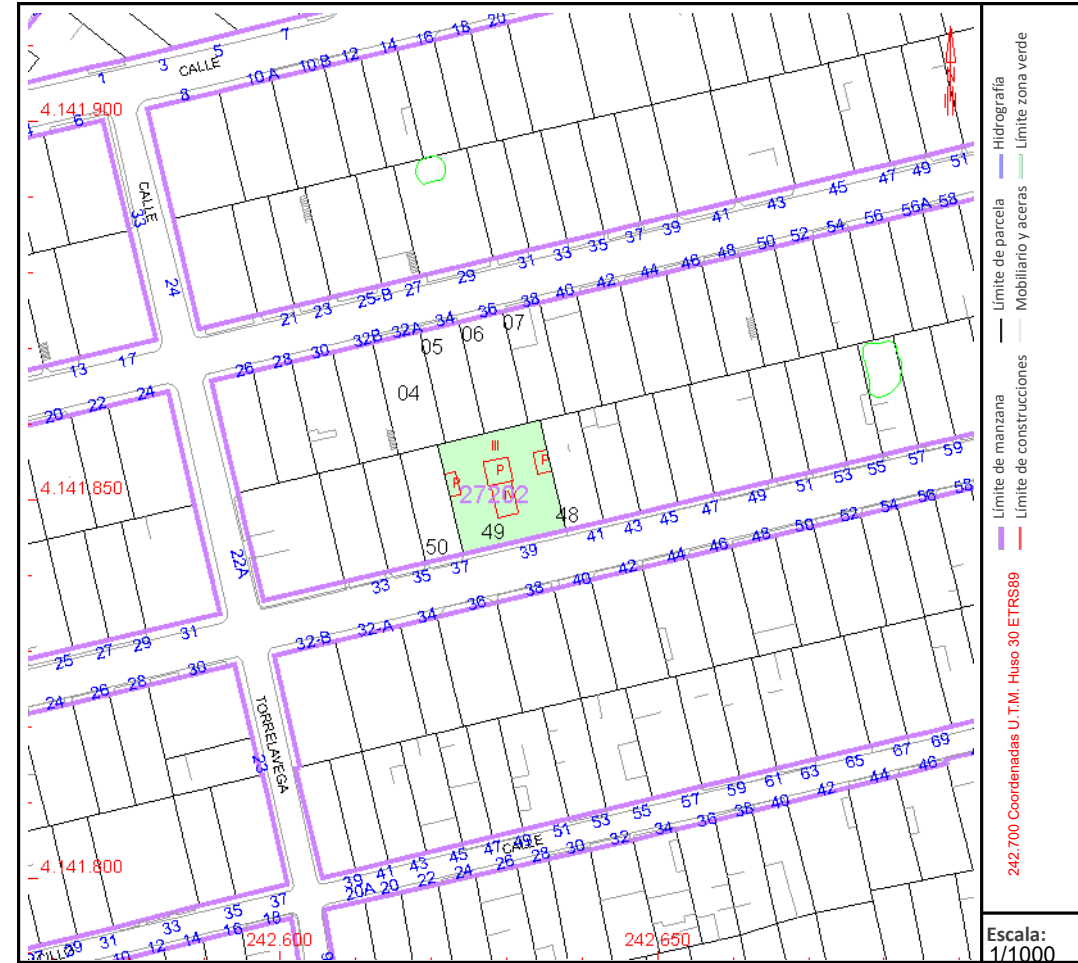 1 3 5 7
CALLE
8 10 A 10 B 12 14 16 18 20
4.141.900
6
CALLE
33
24
21 23 25-B 27 29 31 33 35 37 39 41 43 45 47 49 51
13 17
26 28 30 32B 32A 34 36 38 40 42 44 46 48 50 52 54 56 56A 58
05 06 07
04
20 22 24
III
P P P
4.141.850
27202
IV
50 49 48
22A
33 35 37 39 41 43 45 47 49 51 53 55 57 59
25 27 29 31
32-B 32-A 34 36 38 40 42 44 46 48 50 52 54 56 58
24 26 28 30
TORRELAVEGA
23
4.141.800
39 41 43 45 47 49 51 53 55 57 59 61 63 65 67 69
CALLE
20A 20 22 24 26 28 30 32 34 36 38 40 42 44 46
29 31 33 35 37
10 12 14 16 18
242.600 242.650
Hidrografía
Límite zona verde
Límite de parcela
Mobiliario y aceras
Límite de manzana
Límite de construcciones
242.700 Coordenadas U.T.M. Huso 30 ETRS89
Escala:
1/1000